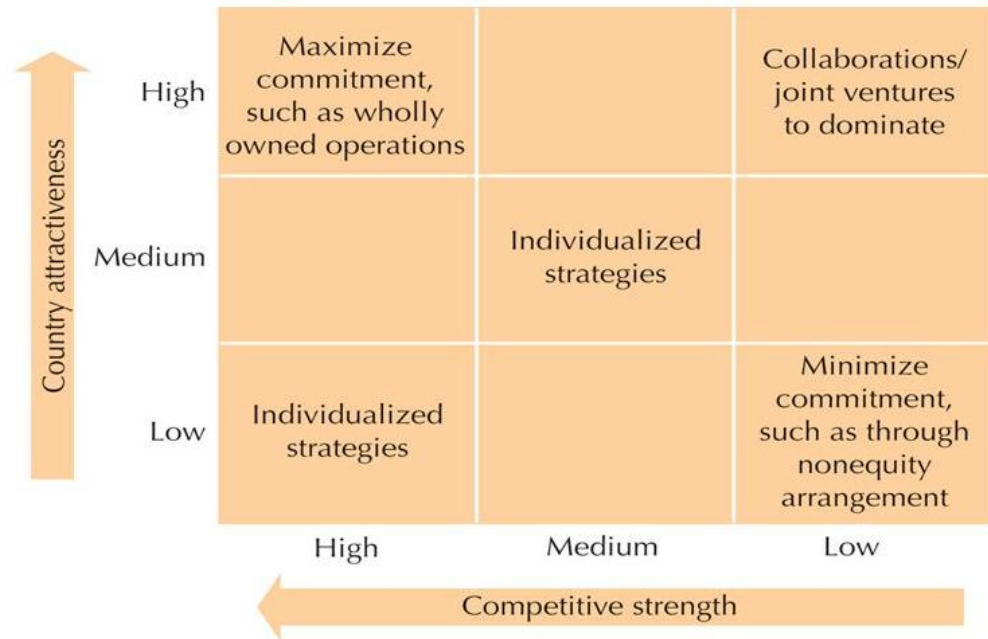 Country attractiveness
High
Maximize
commitment,
such as wholly
owned operations
Collaborations/
joint ventures
to dominate
Medium
Individualized
strategies
Low
Individualized
strategies
Minimize
commitment,
such as through
nonequity
arrangement
High
Medium
Low
Competitive strength